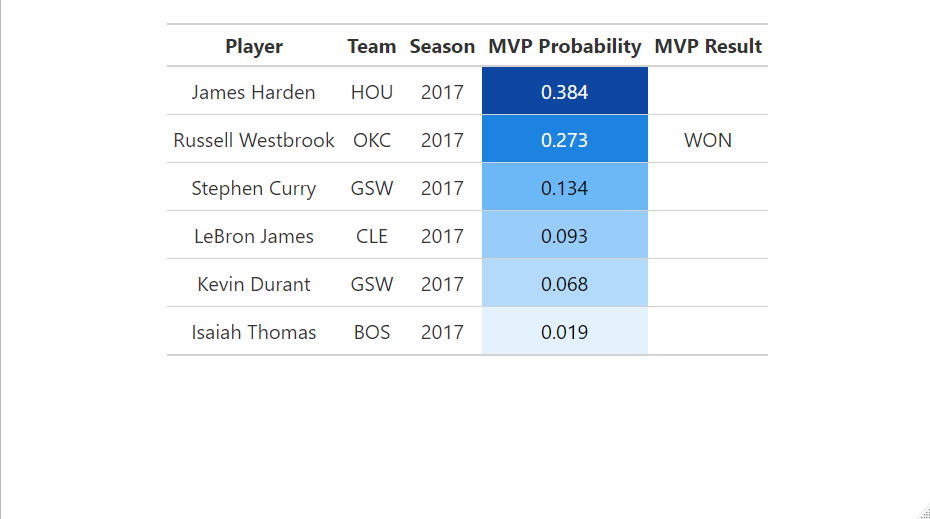 Player Team Season MVP Probability MVP Result
James Harden HOU 2017 0.384
Russell Westbrook OKC 2017 0.273 WON
Stephen Curry GSW 2017 0.134
LeBron James CLE 2017 0.093
Kevin Durant GSW 2017 0.068
Isaiah Thomas BOS 2017 0.019